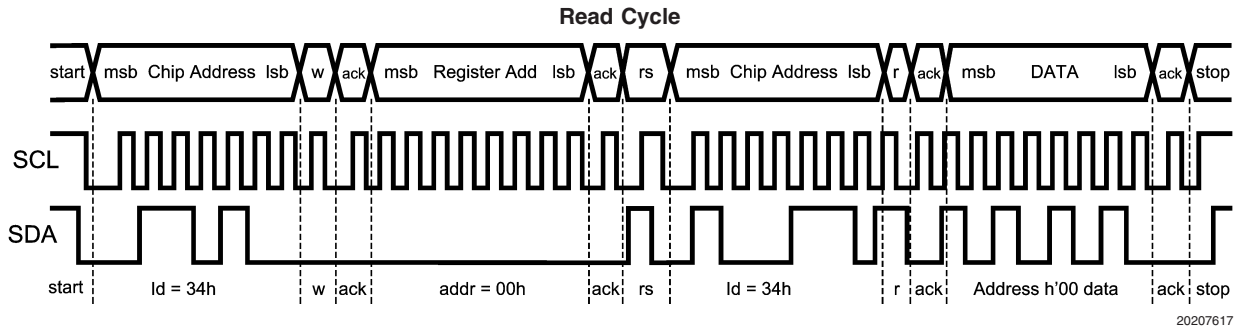 Read Cycle
start msb Chip Address lsb w ack msb Register Add lsb ack rs msb Chip Address lsb r ack msb DATA lsb ack stop
SCL
SDA
start Id = 34h w ack addr = 00h ack rs Id = 34h r ack Address h'00 data ack stop
20207617